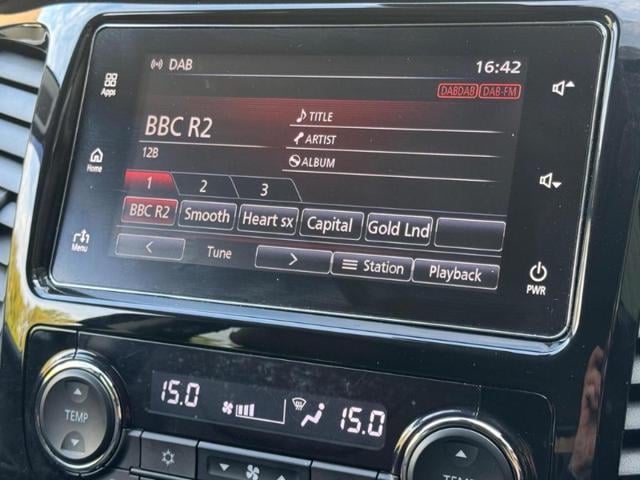 DAB 16:42
Apps DABDAB DAB-FM
BBC R2
TITLE
ARTIST
ALBUM
12B
Home
1 2 3
BBC R2 Smooth Heart sx Capital Gold Lnd
Menu < Tune > Station Playback
PWR
15.0 15.0
TEMP
TEMP